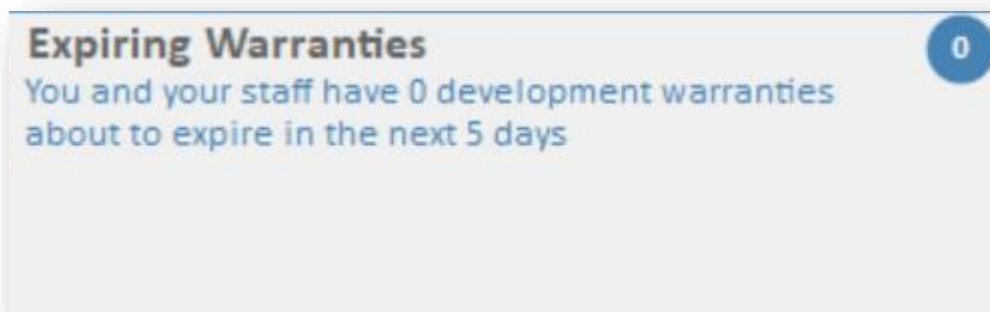 Expiring Warranties
0
You and your staff have 0 development warranties
about to expire in the next 5 days